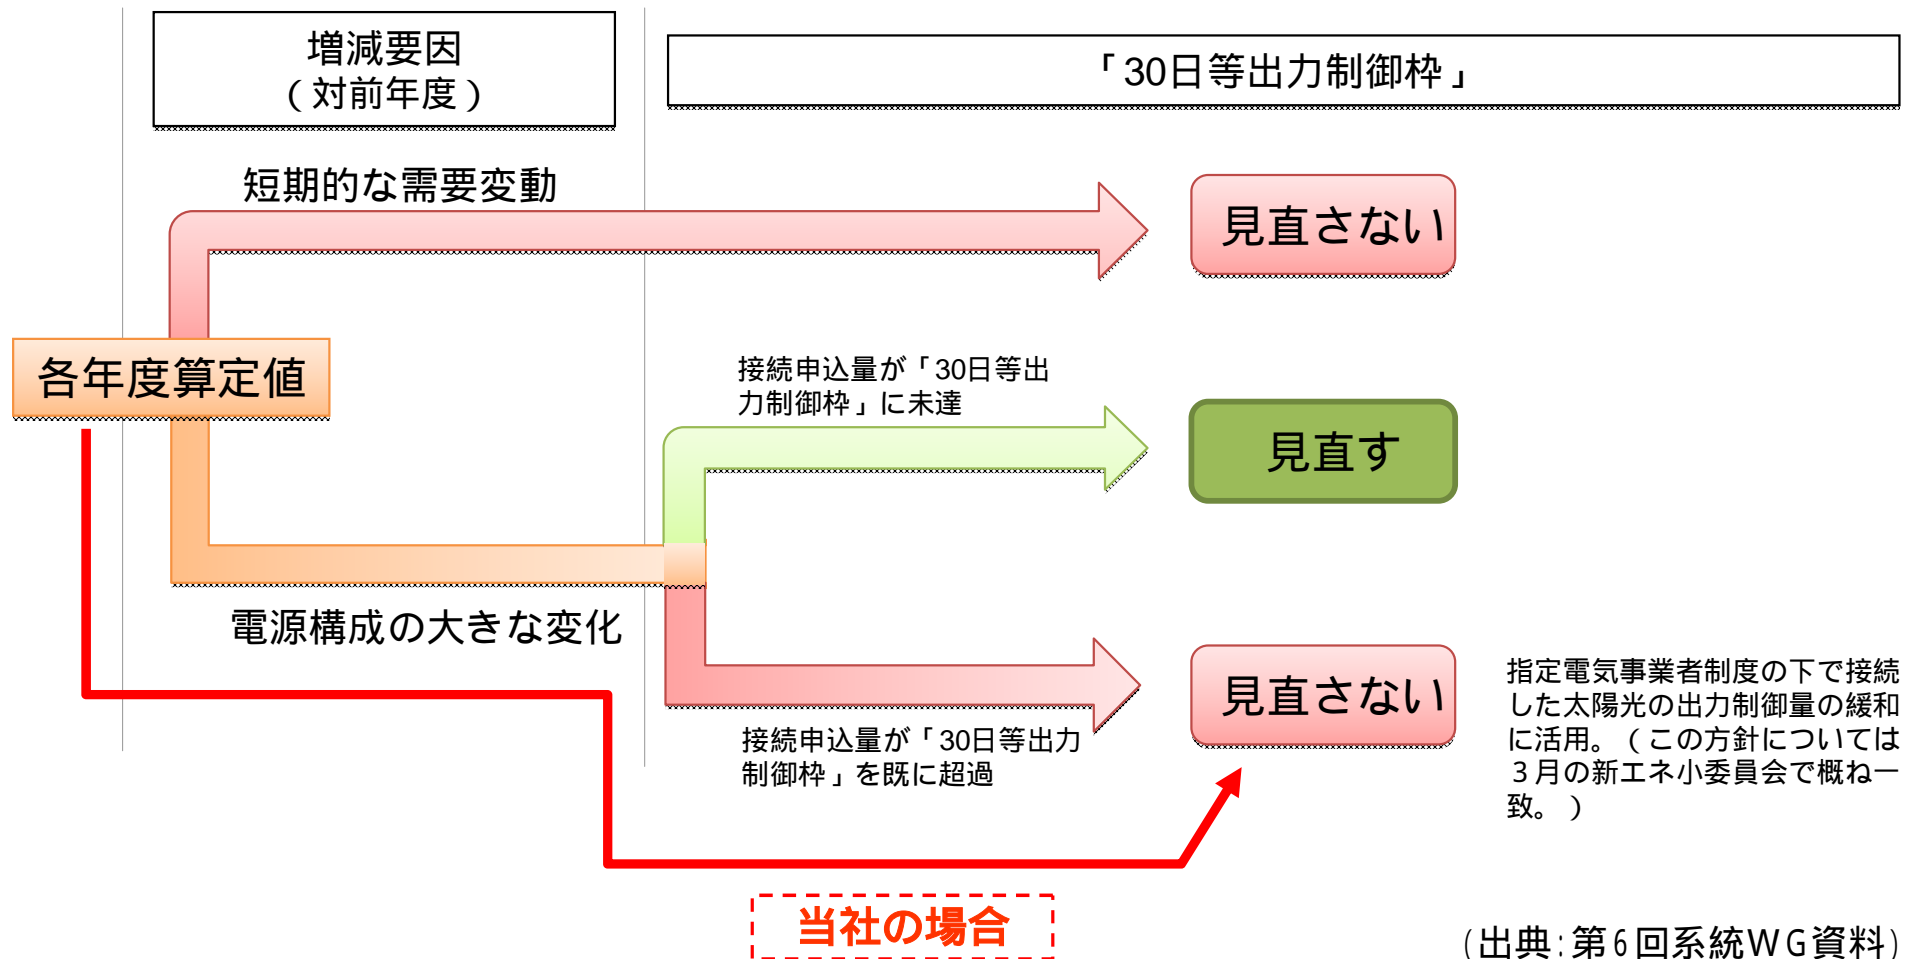 増減要因
（対前年度）
「30日等出力制御枠」
短期的な需要変動
見直さない
各年度算定値
接続申込量が「30日等出
力制御枠」に未達
見直す
電源構成の大きな変化
見直さない
接続申込量が「30日等出力
制御枠」を既に超過
指定電気事業者制度の下で接続
した太陽光の出力制御量の緩和
に活用。（この方針については
３月の新エネ小委員会で概ね一
致。）
当社の場合
(出典:第6回系統WG資料)